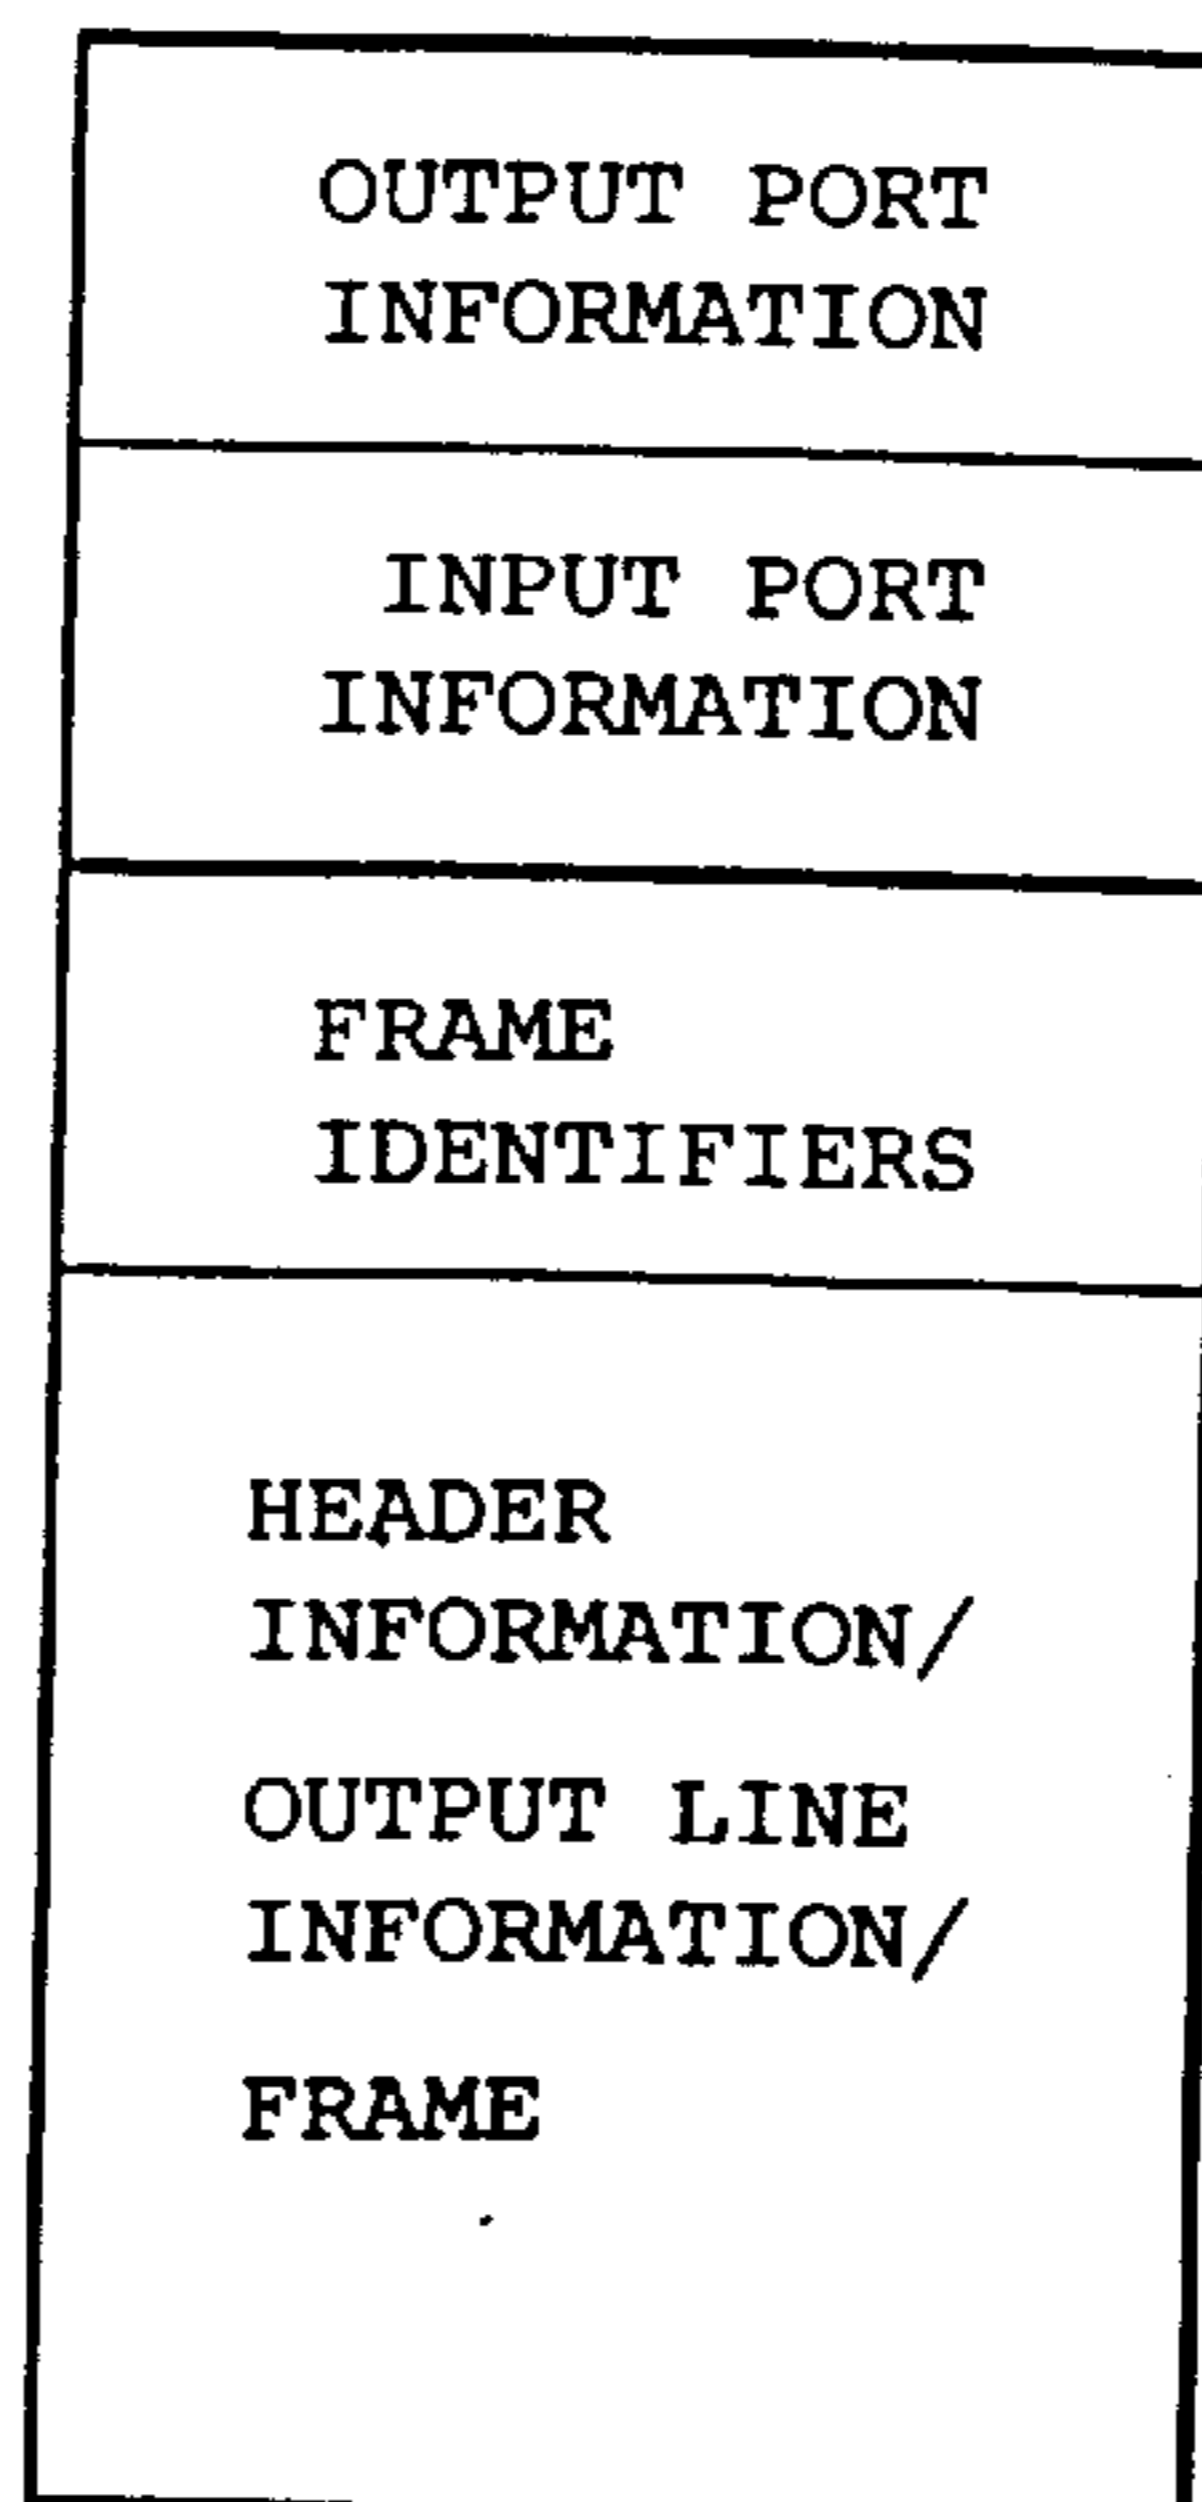 OUTPUT PORT
INFORMATION
INPUT PORT
INFORMATION
FRAME
IDENTIFIERS
HEADER
INFORMATION/
OUTPUT LINE
INFORMATION/
FRAME